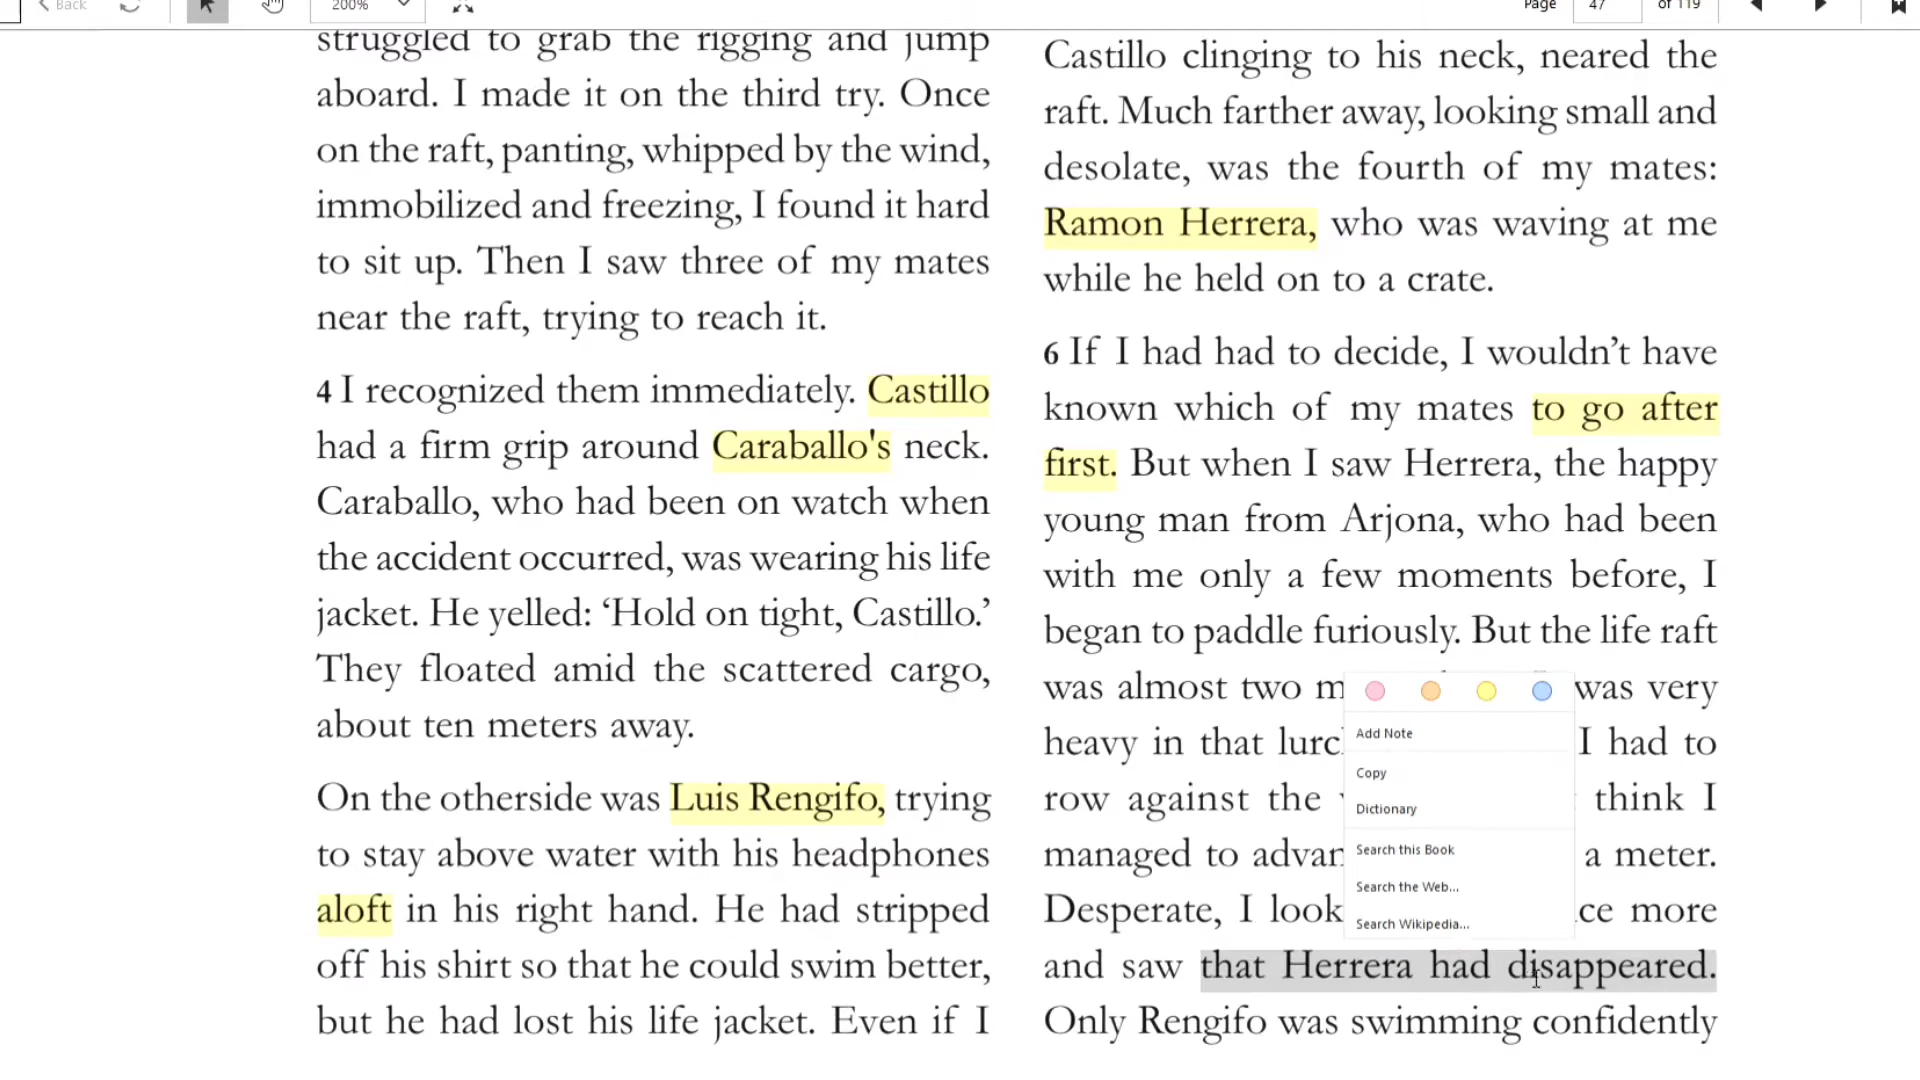 Back
200%
Page
47
of 119
struggled to grab the rigging and jump
aboard. I made it on the third try. Once
on the raft, panting, whipped by the wind,
immobilized and freezing, I found it hard
to sit up. Then I saw three of my mates
near the raft, trying to reach it.
4 I recognized them immediately. Castillo
had a firm grip around Caraballo's neck.
Caraballo, who had been on watch when
the accident occurred, was wearing his life
jacket. He yelled: ‘Hold on tight, Castillo.’
They floated amid the scattered cargo,
about ten meters away.
On the otherside was Luis Rengifo, trying
to stay above water with his headphones
aloft in his right hand. He had stripped
off his shirt so that he could swim better,
but he had lost his life jacket. Even if I
Castillo clinging to his neck, neared the
raft. Much farther away, looking small and
desolate, was the fourth of my mates:
Ramon Herrera, who was waving at me
while he held on to a crate.
6 If I had had to decide, I wouldn’t have
known which of my mates to go after
first. But when I saw Herrera, the happy
young man from Arjona, who had been
with me only a few moments before, I
began to paddle furiously. But the life raft
was almost two m was very
heavy in that lurc I had to
row against the think I
managed to advan a meter.
Desperate, I look ce more
and saw that Herrera had disappeared.
Only Rengifo was swimming confidently
Add Note
Copy
Dictionary
Search this Book
Search the Web...
Search Wikipedia...